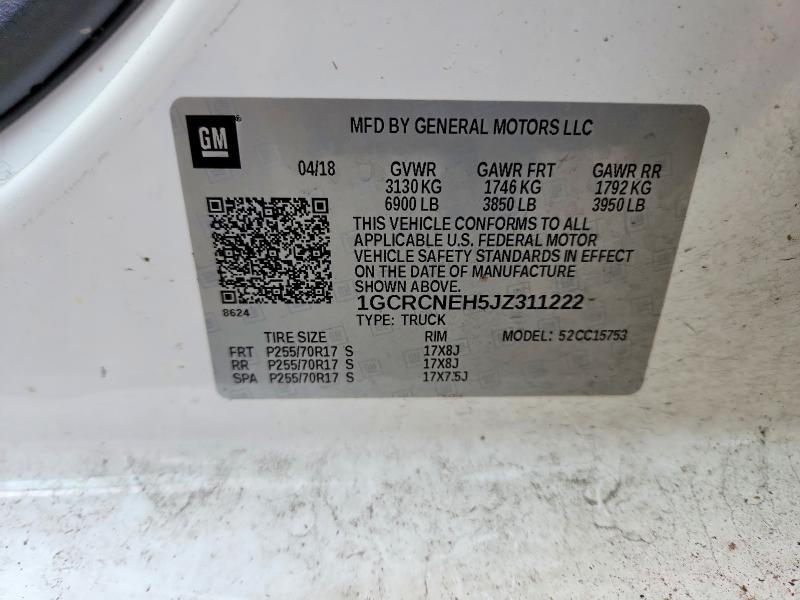 GM
MFD BY GENERAL MOTORS LLC
04/18 GVWR GAWR FRT GAWR RR
3130 KG 1746 KG 1792 KG
6900 LB 3850 LB 3950 LB
THIS VEHICLE CONFORMS TO ALL
APPLICABLE U.S. FEDERAL MOTOR
VEHICLE SAFETY STANDARDS IN EFFECT
ON THE DATE OF MANUFACTURE
SHOWN ABOVE.
1GCRCNEH5JZ311222
8624
TYPE: TRUCK
TIRE SIZE RIM MODEL: 52CC15753
FRT P255/70R17 S 17X8J
RR P255/70R17 S 17X8J
SPA P255/70R17 S 17X7.5J